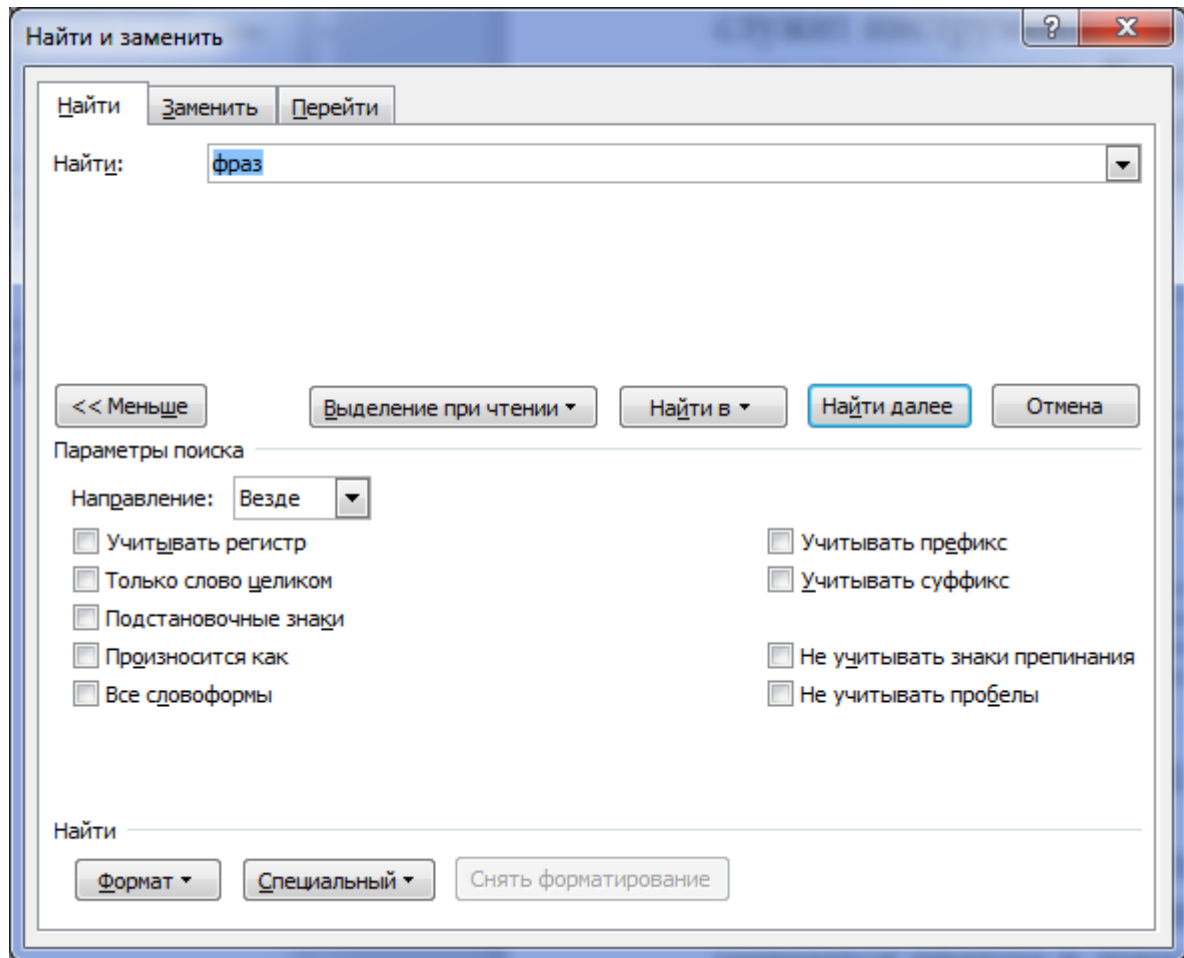 Найти и заменить
Найти Заменить Перейти
Найти: фраз
<< Меньше Выделение при чтении Найти в Найти далее Отмена
Параметры поиска
Направление: Везде
Учитывать регистр Учитывать префикс
Только слово целиком Учитывать суффикс
Подстановочные знаки
Произносится как Не учитывать знаки препинания
Все словоформы Не учитывать пробелы
Найти
Формат Специальный Снять форматирование